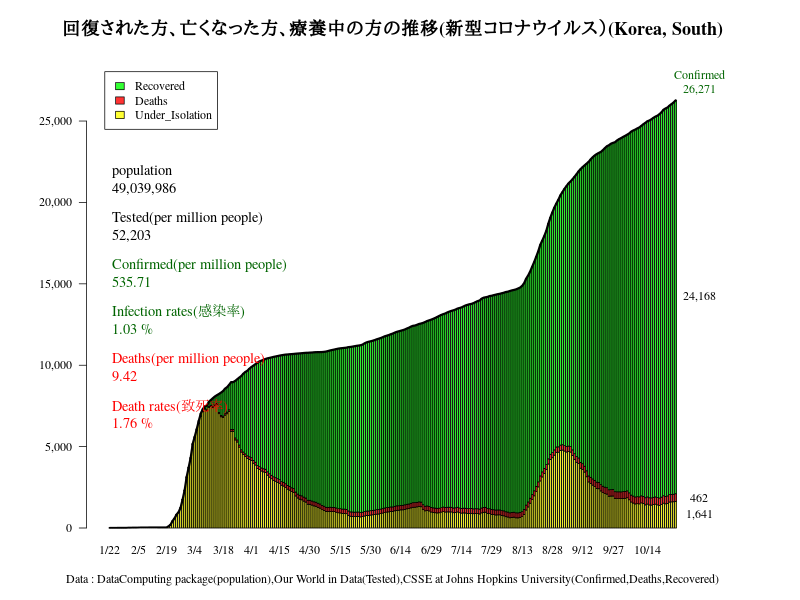 回復された方、亡くなった方、療養中の方の推移(新型コロナウイルス)(Korea, South)
Confirmed
26,271
Recovered
Deaths
Under_Isolation
25,000
20,000
15,000
10,000
5,000
0
population
49,039,986
Tested(per million people)
52,203
Confirmed(per million people)
535.71
Infection rates(感染率)
1.03 %
Deaths(per million people)
9.42
Death rates(致死率)
1.76 %
24,168
462
1,641
1/22 2/5 2/19 3/4 3/18 4/1 4/15 4/30 5/15 5/30 6/14 6/29 7/14 7/29 8/13 8/28 9/12 9/27 10/14
Data : DataComputing package(population),Our World in Data(Tested),CSSE at Johns Hopkins University(Confirmed,Deaths,Recovered)